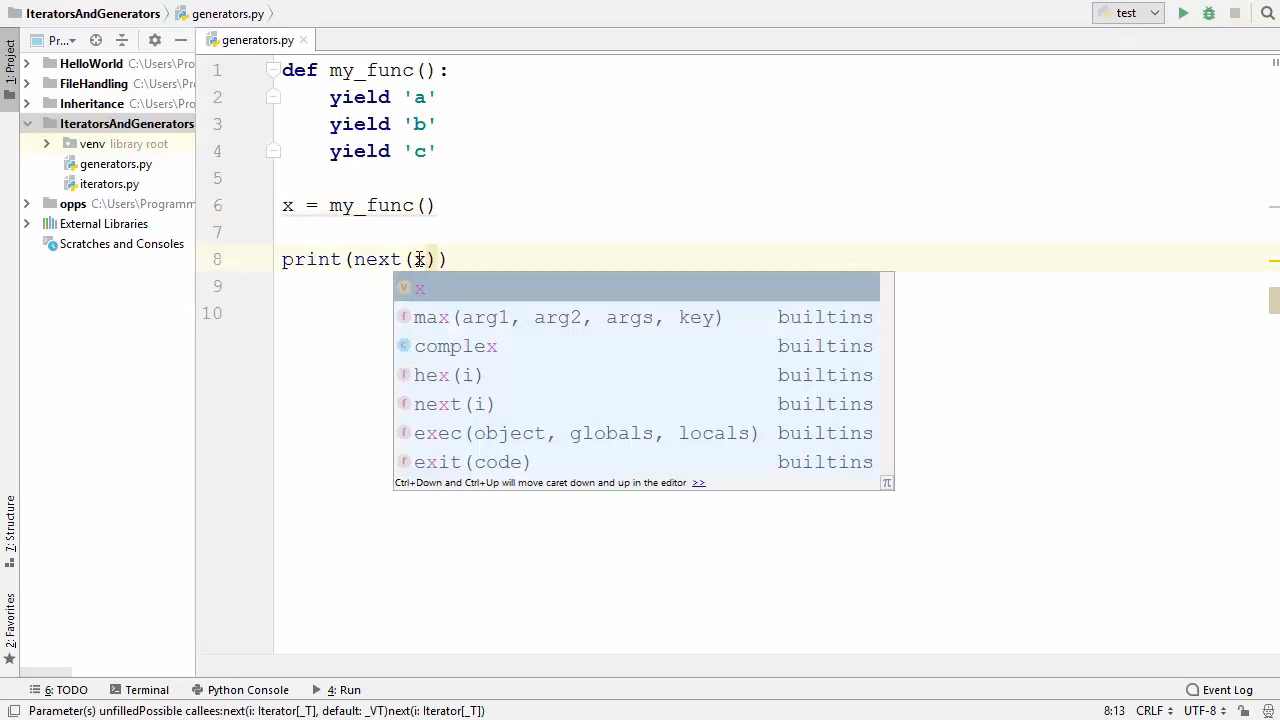 IteratorsAndGenerators
generators.py
test
1: Project
Pr...
generators.py
HelloWorld C:\Users\Pro
FileHandling C:\Users\Pro
Inheritance C:\Users\Pro
IteratorsAndGenerators
venv library root
generators.py
iterators.py
opps C:\Users\Programm
External Libraries
Scratches and Consoles
1 def my_func():
2 yield 'a'
3 yield 'b'
4 yield 'c'
5
6 x = my_func()
7
8 print(next(x))
9
10
v x
f max(arg1, arg2, args, key) builtins
c complex builtins
f hex(i) builtins
f next(i) builtins
f exec(object, globals, locals) builtins
f exit(code) builtins
Ctrl+Down and Ctrl+Up will move caret down and up in the editor >>
π
7: Structure
2: Favorites
6: TODO
Terminal
Python Console
4: Run
Event Log
Parameter(s) unfilledPossible callees:next(i: Iterator[_T], default: _VT)next(i: Iterator[_T])
8:13 CRLF UTF-8